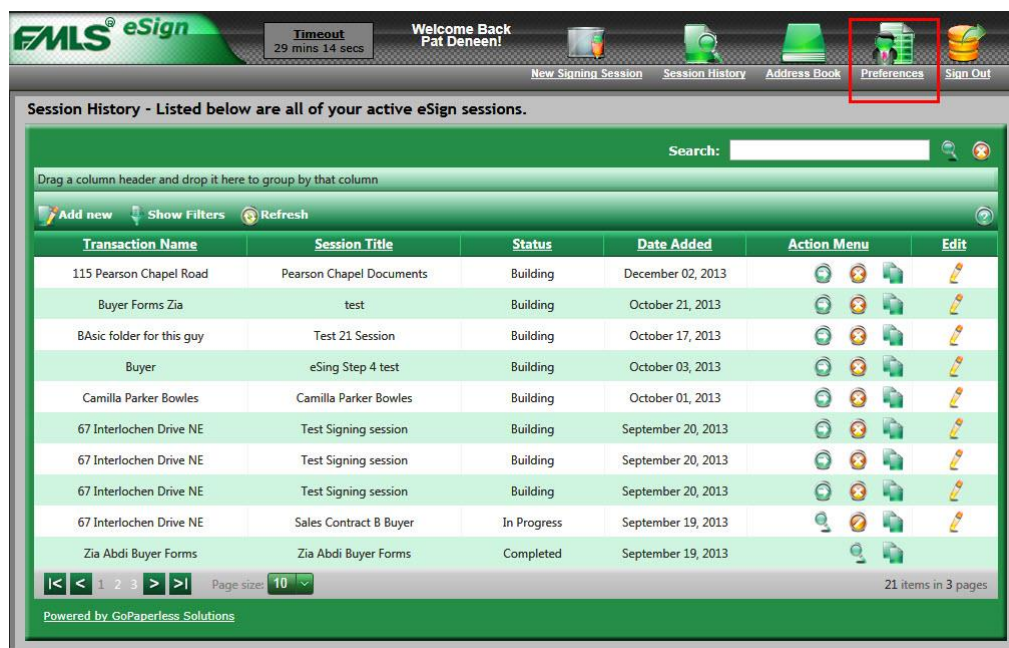 FMLS® eSign
Timeout
29 mins 14 secs
Welcome Back
Pat Deneen!
New Signing Session Session History Address Book Preferences Sign Out
Session History - Listed below are all of your active eSign sessions.
Search:
Drag a column header and drop it here to group by that column
Add new Show Filters Refresh
Transaction Name Session Title Status Date Added Action Menu Edit
115 Pearson Chapel Road Pearson Chapel Documents Building December 02, 2013
Buyer Forms Zia test Building October 21, 2013
BAsic folder for this guy Test 21 Session Building October 17, 2013
Buyer eSing Step 4 test Building October 03, 2013
Camilla Parker Bowles Camilla Parker Bowles Building October 01, 2013
67 Interlochen Drive NE Test Signing session Building September 20, 2013
67 Interlochen Drive NE Test Signing session Building September 20, 2013
67 Interlochen Drive NE Test Signing session Building September 20, 2013
67 Interlochen Drive NE Sales Contract B Buyer In Progress September 19, 2013
Zia Abdi Buyer Forms Zia Abdi Buyer Forms Completed September 19, 2013
1 2 3 Page size: 10 21 items in 3 pages
Powered by GoPaperless Solutions